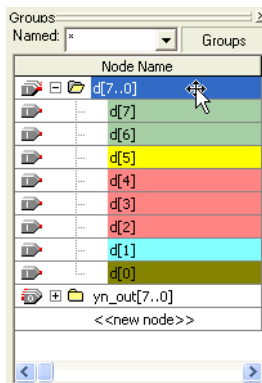 Groups
Named: *
Groups
Node Name
d[7..0]
d[7]
d[6]
d[5]
d[4]
d[3]
d[2]
d[1]
d[0]
yn_out[7..0]
<<new node>>